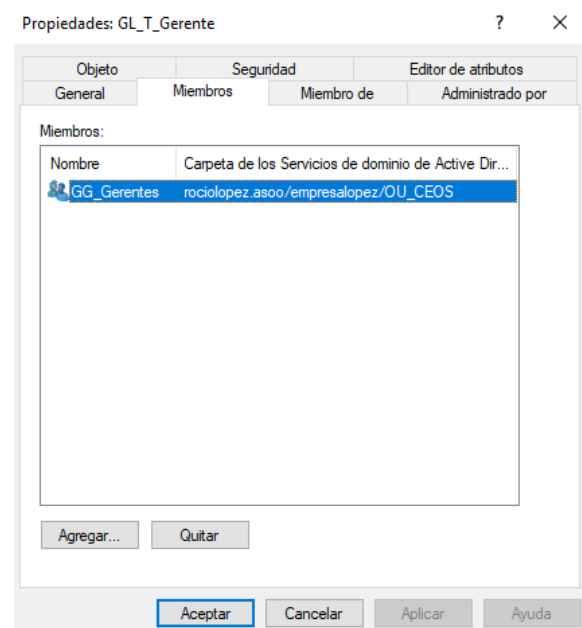 Propiedades: GL_T_Gerente ? ×
Objeto Seguridad Editor de atributos
General Miembros Miembro de Administrado por
Miembros:
Nombre Carpeta de los Servicios de dominio de Active Dir...
GG_Gerentes rociolopez.asoo/empresalopez/OU_CEOS
Agregar... Quitar
Aceptar Cancelar Aplicar Ayuda